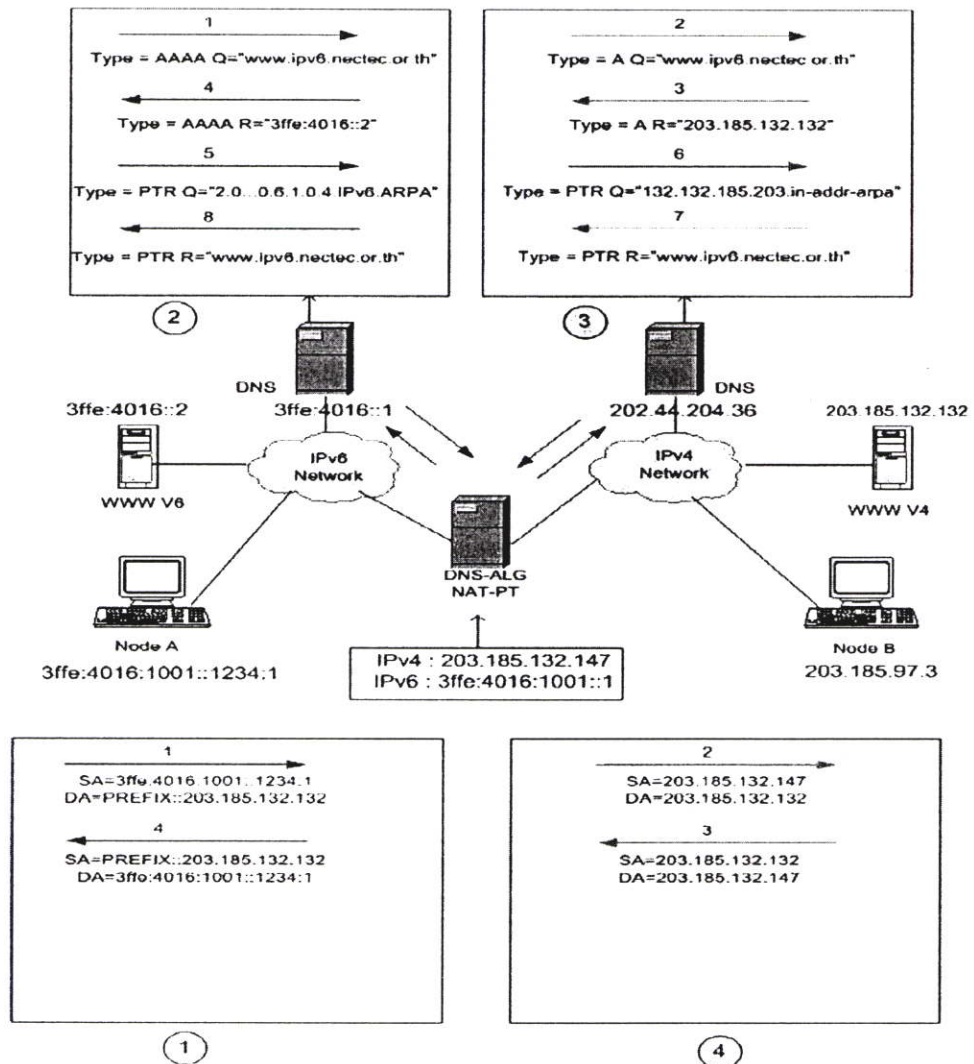 1
Type = AAAA Q="www.ipv6.nectec.or th"
4
Type = AAAA R="3ffe:4016::2"
5
Type = PTR Q="2.0...0.6.1.0.4 IPv6.ARPA"
8
Type = PTR R="www.ipv6.nectec.or.th"
2
2
Type = A Q="www.ipv6.nectec or.th"
3
Type = A R="203.185.132.132"
6
Type = PTR Q="132.132.185.203.in-addr-arpa"
7
Type = PTR R="www.ipv6.nectec.or.th"
3
DNS
3ffe:4016::1
DNS
202.44.204.36
3ffe:4016::2
WWW V6
IPv6
Network
IPv4
Network
203.185.132.132
WWW V4
DNS-ALG
NAT-PT
Node A
3ffe:4016:1001::1234:1
IPv4 : 203.185.132.147
IPv6 : 3ffe:4016:1001::1
Node B
203.185.97.3
1
SA=3ffe:4016:1001::1234:1
DA=PREFIX::203.185.132.132
4
SA=PREFIX::203.185.132.132
DA=3ffe:4016:1001::1234:1
1
2
SA=203.185.132.147
DA=203.185.132.132
3
SA=203.185.132.132
DA=203.185.132.147
4